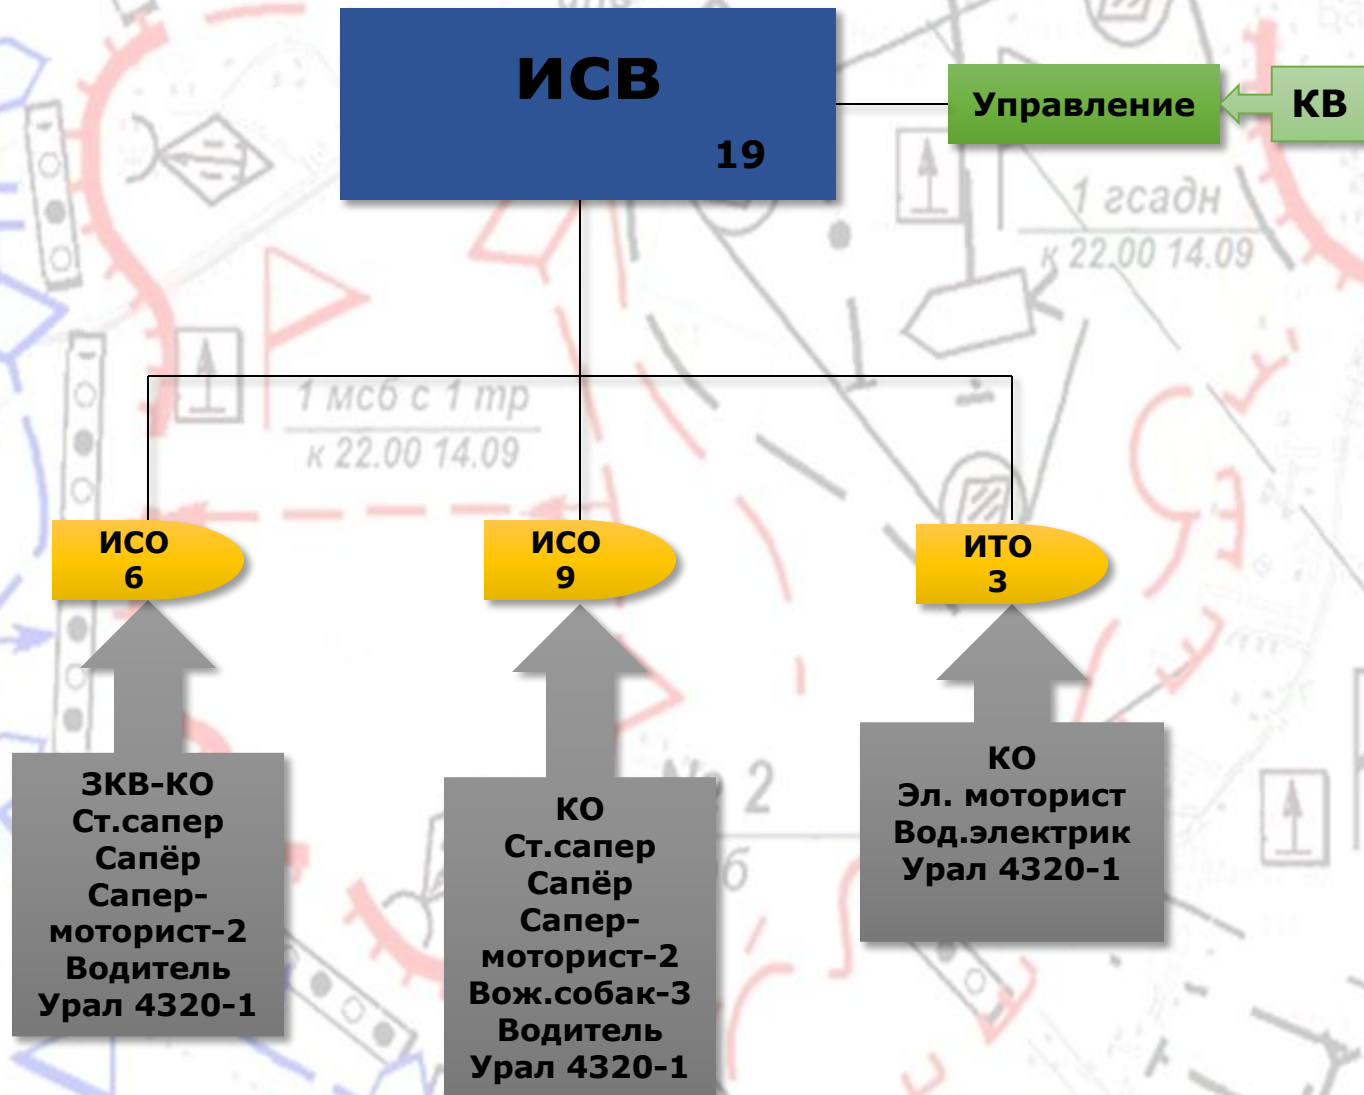 ИСВ
19
Управление
КВ
1 гсадн
к 22.00 14.09
1 мсб с 1 тр
к 22.00 14.09
ИСО
6
ИСО
9
ИТО
3
ЗКВ-КО
Ст.сапер
Сапёр
Сапер-
моторист-2
Водитель
Урал 4320-1
КО
Ст.сапер
Сапёр
Сапер-
моторист-2
Вож.собак-3
Водитель
Урал 4320-1
КО
Эл. моторист
Вод.электрик
Урал 4320-1
2